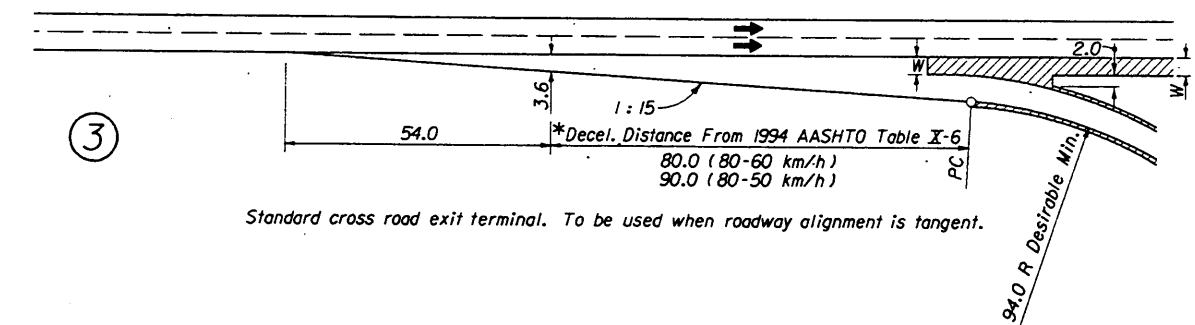 2.0
W
W
3.6
1:15
3
54.0
*Decel. Distance From 1994 AASHTO Table X-6
80.0 (80-60 km/h)
90.0 (80-50 km/h)
PC
94.0 R Desirable Min.
Standard cross road exit terminal. To be used when roadway alignment is tangent.